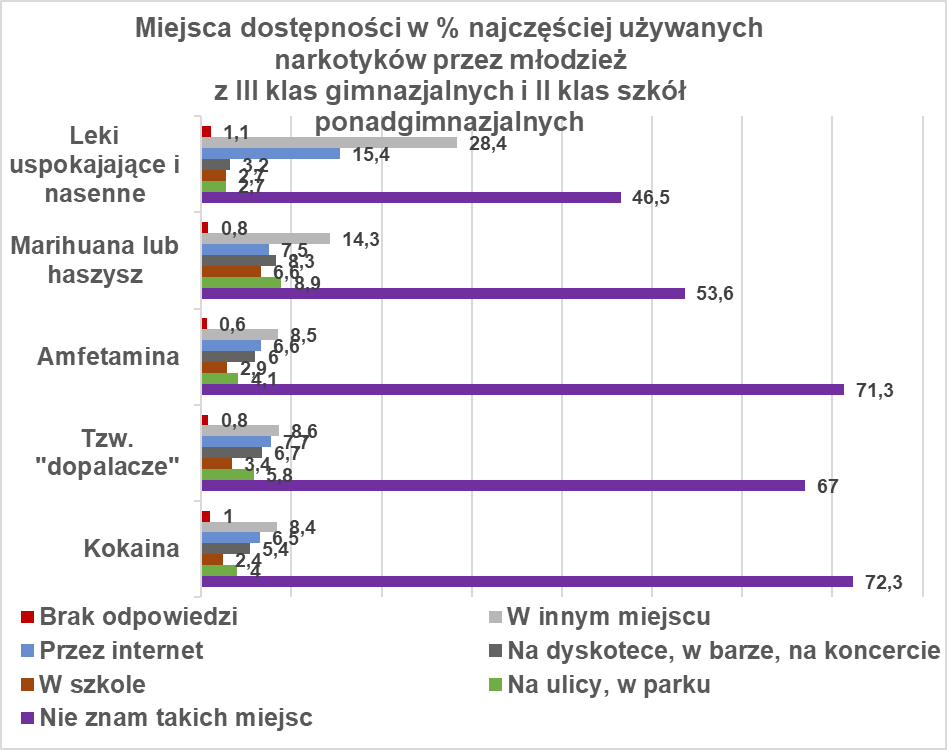 Miejsca dostępności w % najczęściej używanych
narkotyków przez młodzież
z III klas gimnazjalnych i II klas szkół
ponadgimnazjalnych
Leki
uspokajające i
nasenne
1,1
28,4
15,4
3,2
2,7
2,7
46,5
Marihuana lub
haszysz
0,8
14,3
7,5
8,3
6,6
8,9
53,6
Amfetamina
0,6
8,5
6,6
6
2,9
4,1
71,3
Tzw.
"dopalacze"
0,8
8,6
7,7
6,7
3,4
5,8
67
Kokaina
1
8,4
6,5
5,4
2,4
4
72,3
Brak odpowiedzi
W innym miejscu
Przez internet
Na dyskotece, w barze, na koncercie
W szkole
Na ulicy, w parku
Nie znam takich miejsc